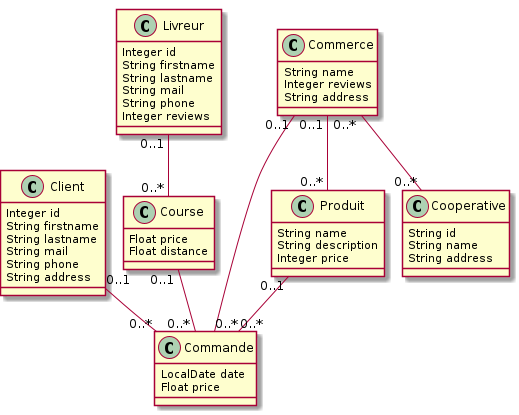 C Livreur
Integer id
String firstname
String lastname
String mail
String phone
Integer reviews
C Commerce
String name
Integer reviews
String address
0..1
0..1
0..1
0..*
0..*
0..*
0..*
C Client
Integer id
String firstname
String lastname
String mail
String phone
String address
C Course
Float price
Float distance
C Produit
String name
String description
Integer price
C Cooperative
String id
String name
String address
0..1
0..1
0..1
0..*
0..*
0..*
0..*
C Commande
LocalDate date
Float price